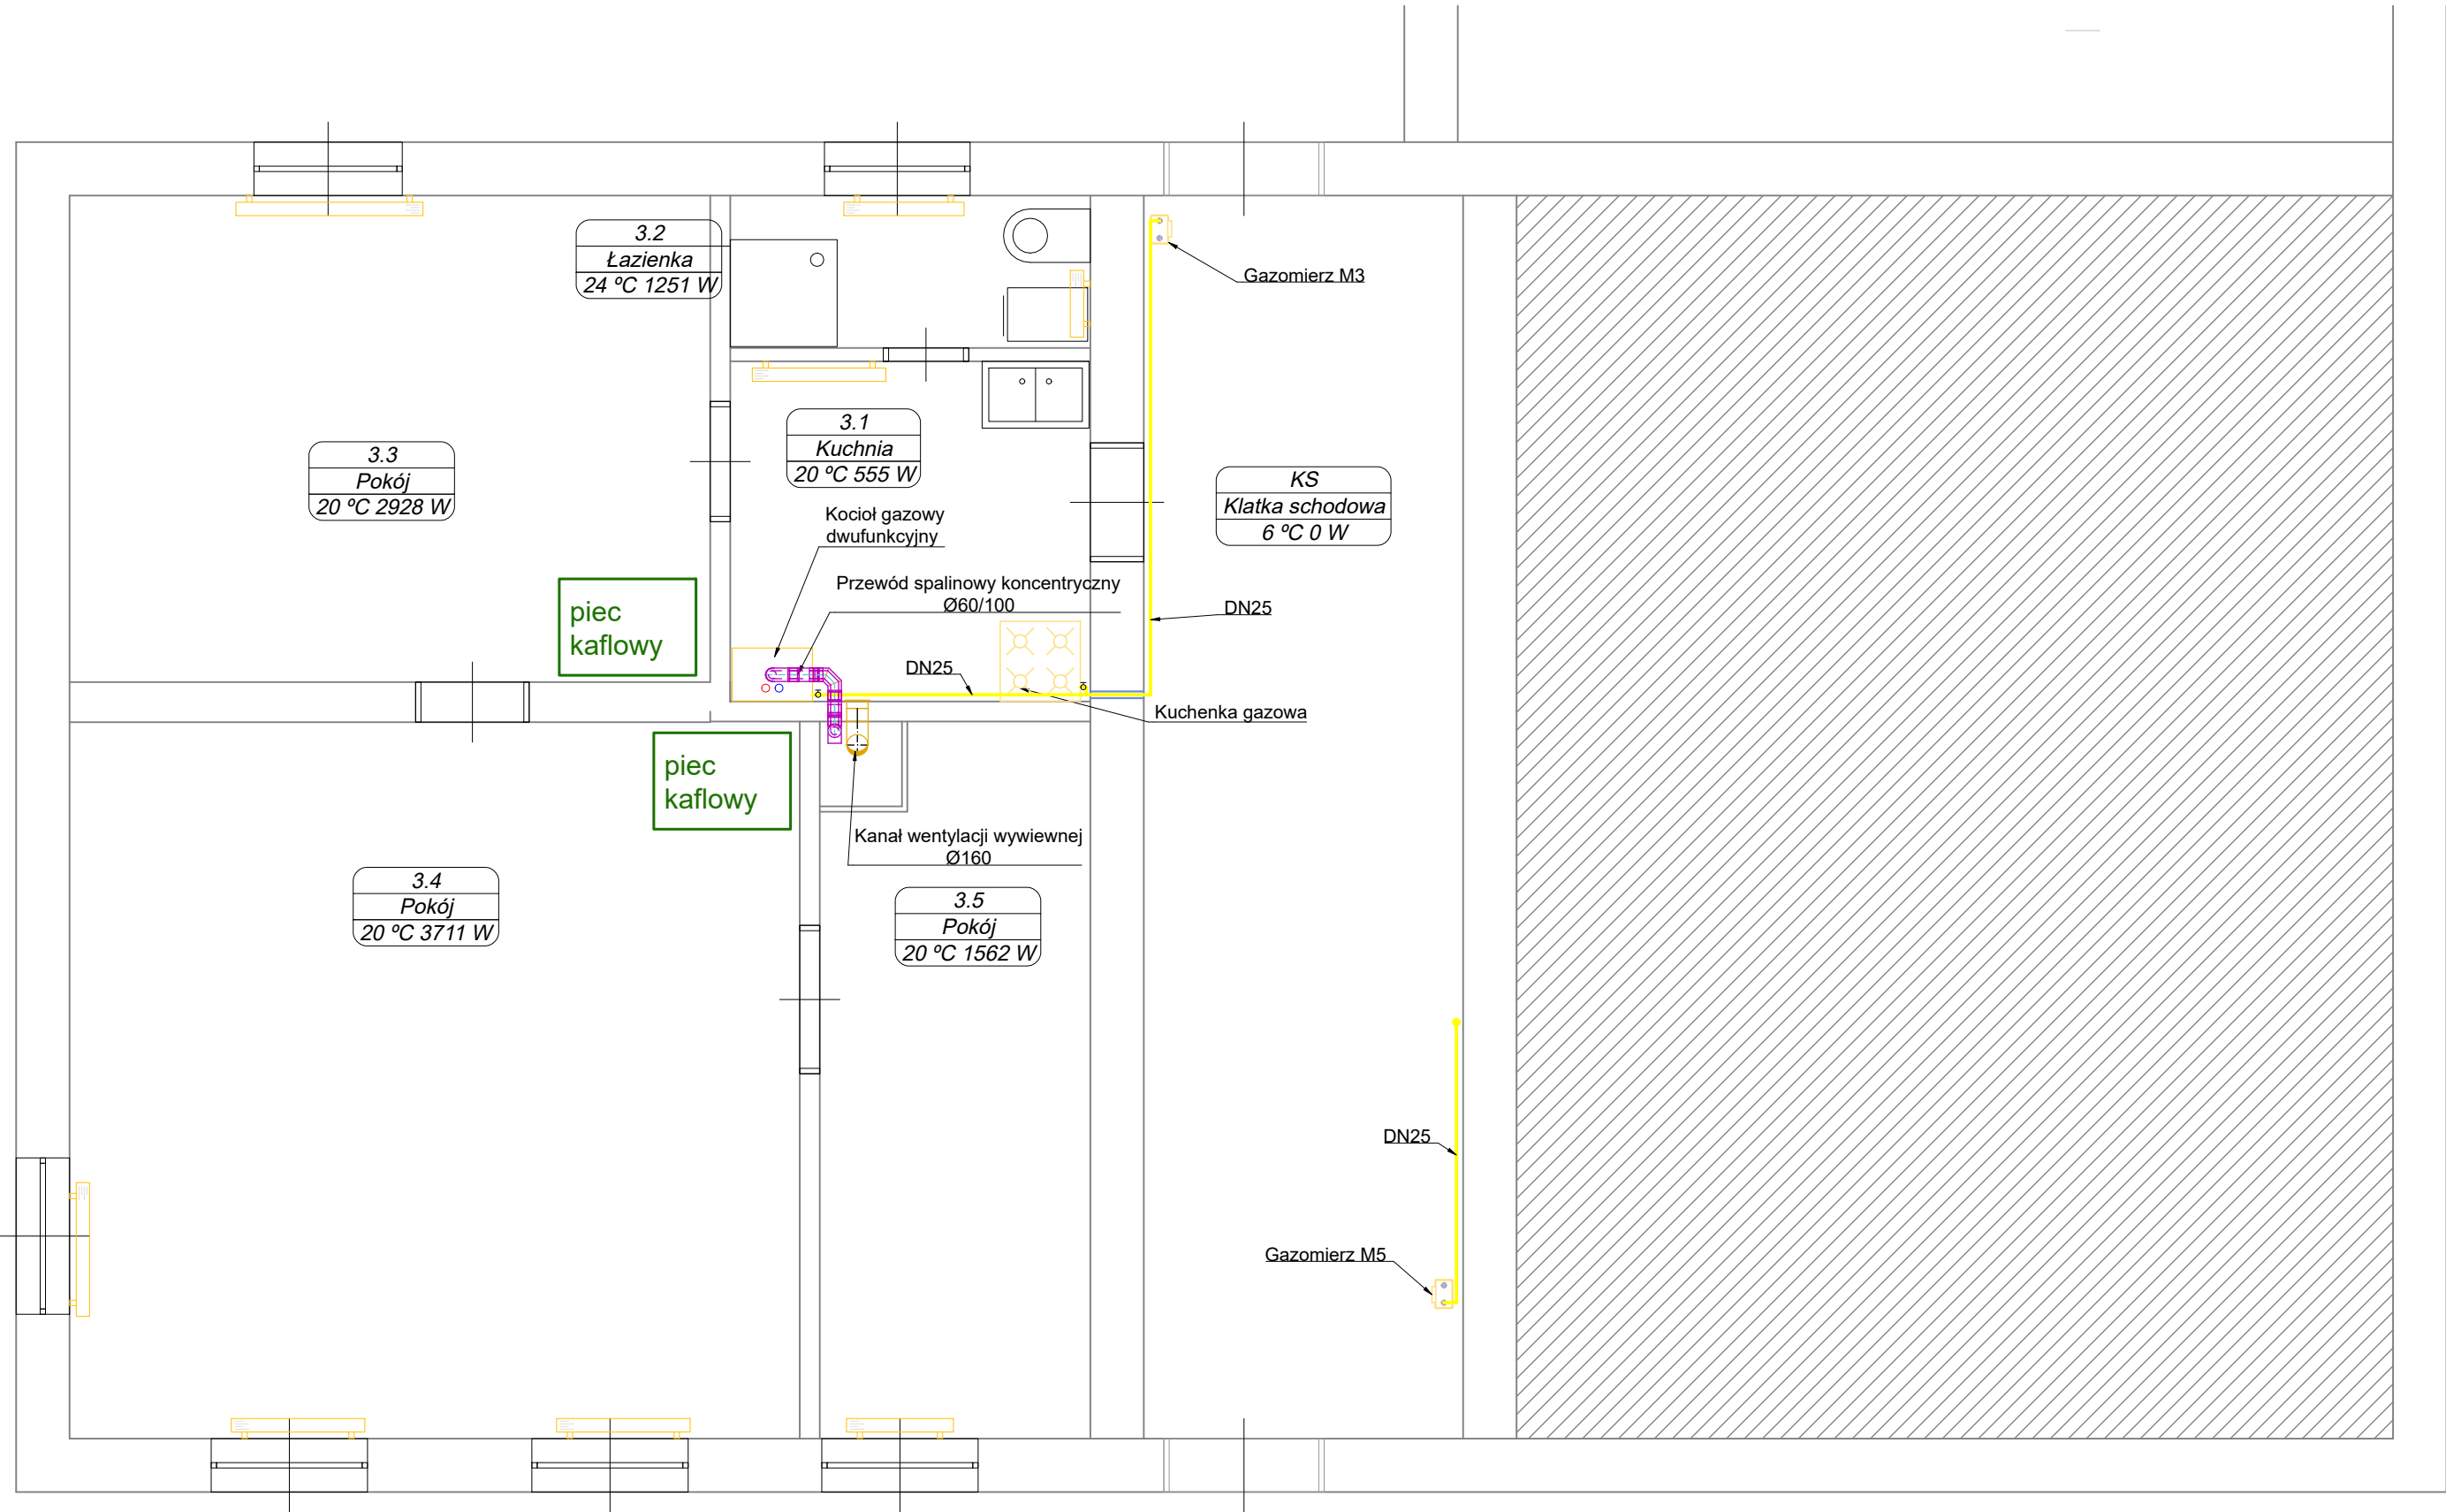 3.2
Łazienka
24 ºC 1251 W
Gazomierz M3
3.1
Kuchnia
20 ºC 555 W
3.3
Pokój
20 ºC 2928 W
KS
Klatka schodowa
6 ºC 0 W
Kocioł gazowy
dwufunkcyjny
Przewód spalinowy koncentryczny
Ø60/100
DN25
piec
kaflowy
DN25
Kuchenka gazowa
piec
kaflowy
Kanał wentylacji wywiewnej
Ø160
3.4
Pokój
20 ºC 3711 W
3.5
Pokój
20 ºC 1562 W
DN25
Gazomierz M5